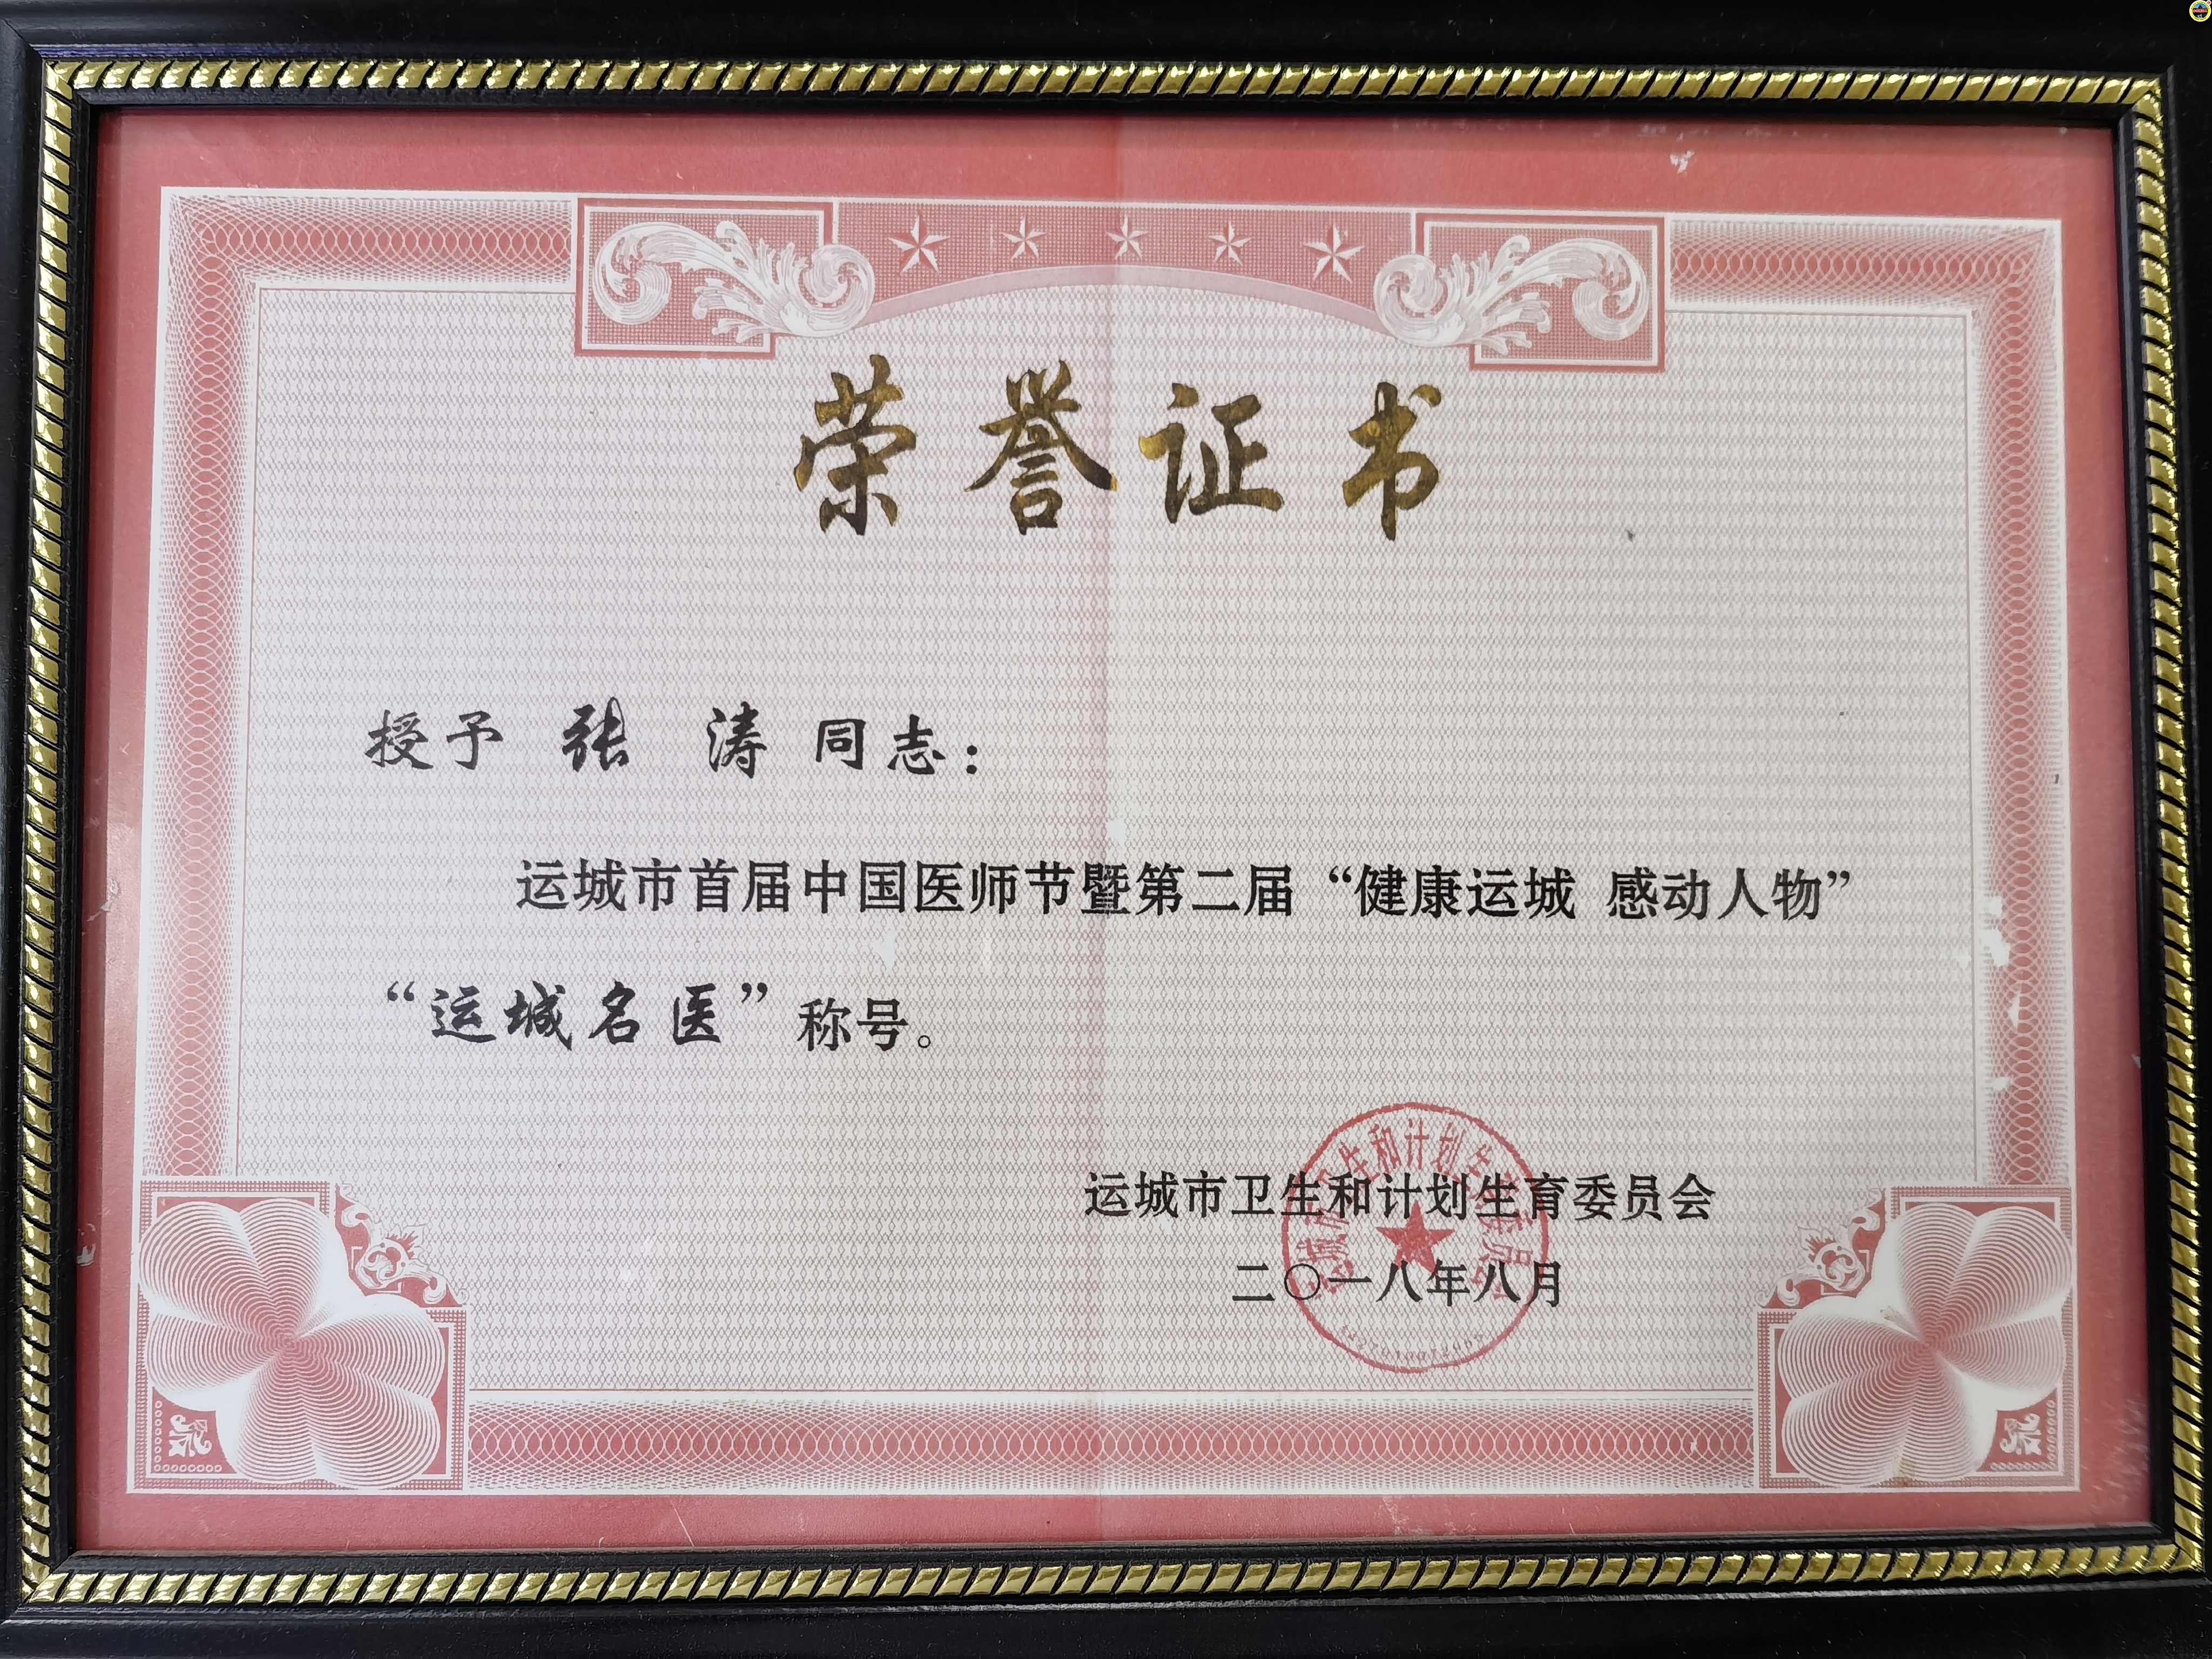 荣誉证书
授予 张 涛 同志：
运城市首届中国医师节暨第二届“健康运城 感动人物”
“运城名医”称号。
运城市卫生和计划生育委员会
二〇一八年八月